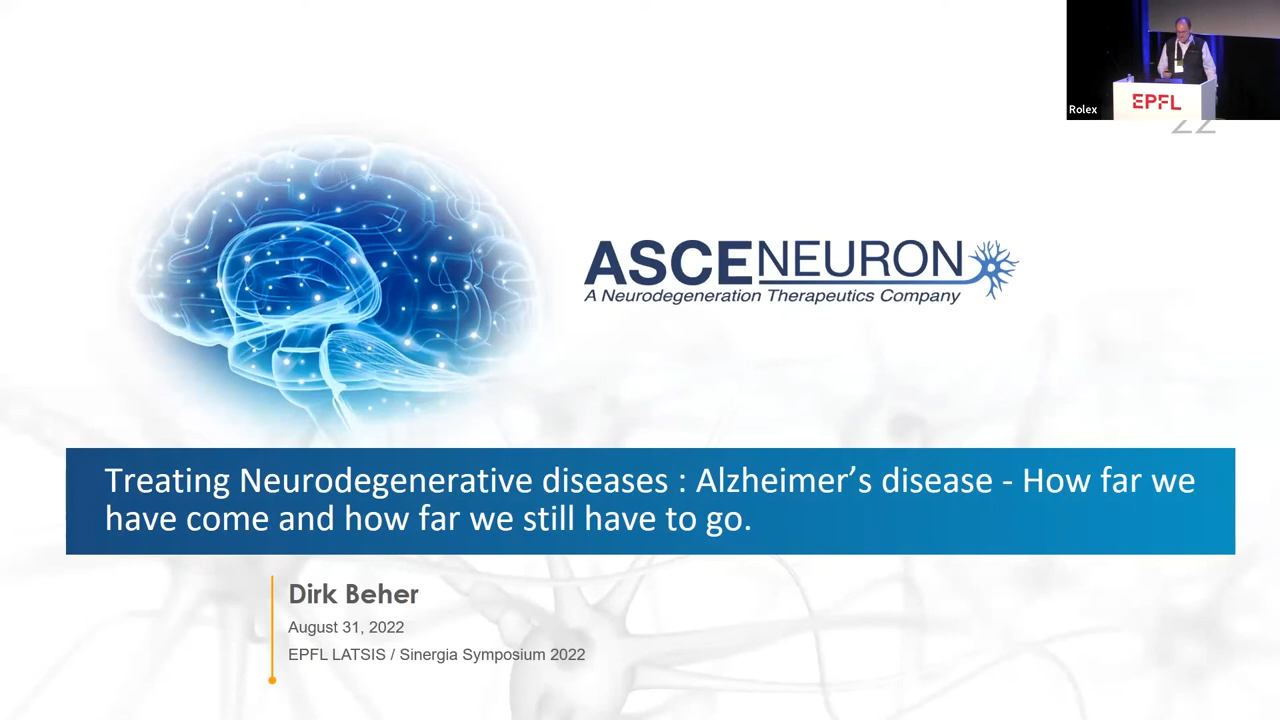 EPFL
Rolex
ASCENEURON
A Neurodegeneration Therapeutics Company
Treating Neurodegenerative diseases : Alzheimer’s disease - How far we
have come and how far we still have to go.
Dirk Beher
August 31, 2022
EPFL LATSIS / Sinergia Symposium 2022